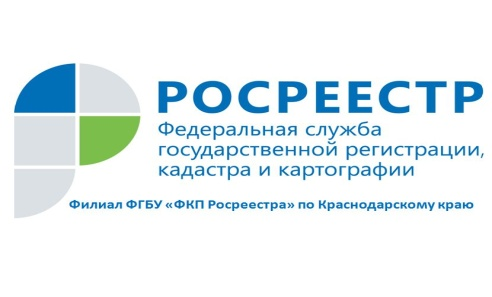 РОСРЕЕСТР
Федеральная служба
государственной регистрации,
кадастра и картографии
Филиал ФГБУ «ФКП Росреестра» по Краснодарскому краю